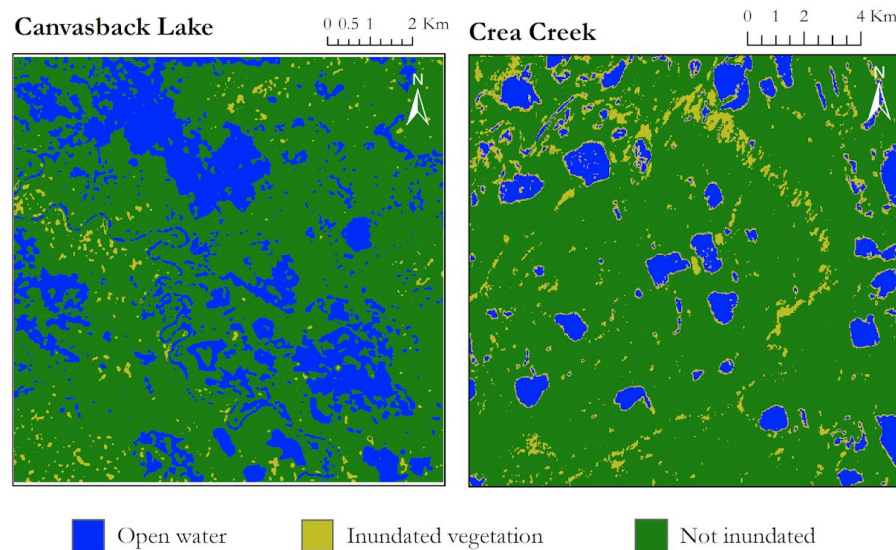 Canvasback Lake
0 0.5 1 2 Km
N
Crea Creek
0 1 2 4 Km
N
Open water
Inundated vegetation
Not inundated